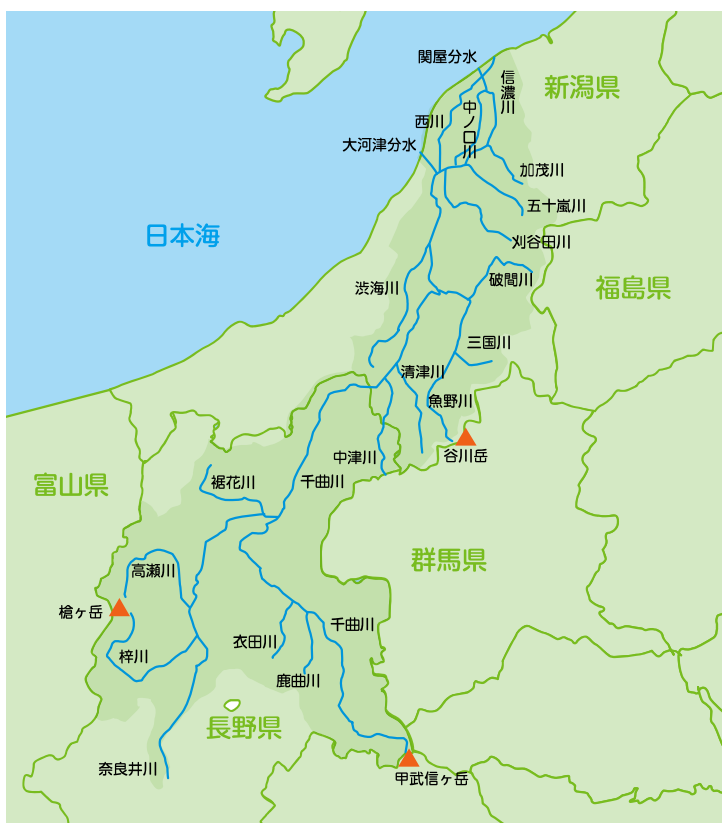 関屋分水
信濃川
新潟県
中ノ口川
西川
大河津分水
加茂川
五十嵐川
日本海
刈谷田川
破間川
福島県
渋海川
三国川
清津川
魚野川
谷川岳
中津川
千曲川
裾花川
富山県
群馬県
高瀬川
槍ヶ岳
千曲川
衣田川
梓川
鹿曲川
長野県
奈良井川
甲武信ヶ岳